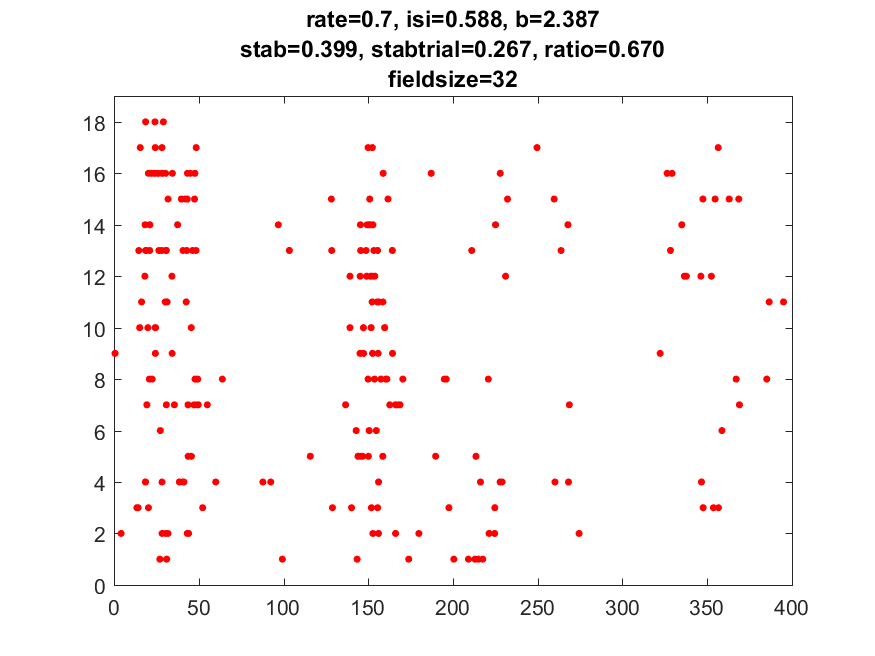 rate=0.7, isi=0.588, b=2.387
stab=0.399, stabtrial=0.267, ratio=0.670
fieldsize=32
18
16
14
12
10
8
6
4
2
0
0 50 100 150 200 250 300 350 400